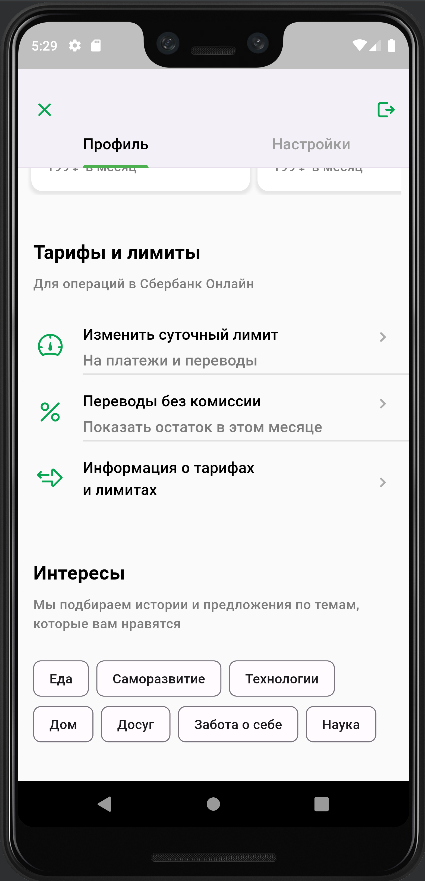 5:29
Профиль
Настройки
199 ₽ в месяц
199 ₽ в месяц
Тарифы и лимиты
Для операций в Сбербанк Онлайн
Изменить суточный лимит
На платежи и переводы
Переводы без комиссии
Показать остаток в этом месяце
Информация о тарифах
и лимитах
Интересы
Мы подбираем истории и предложения по темам,
которые вам нравятся
Еда
Саморазвитие
Технологии
Дом
Досуг
Забота о себе
Наука